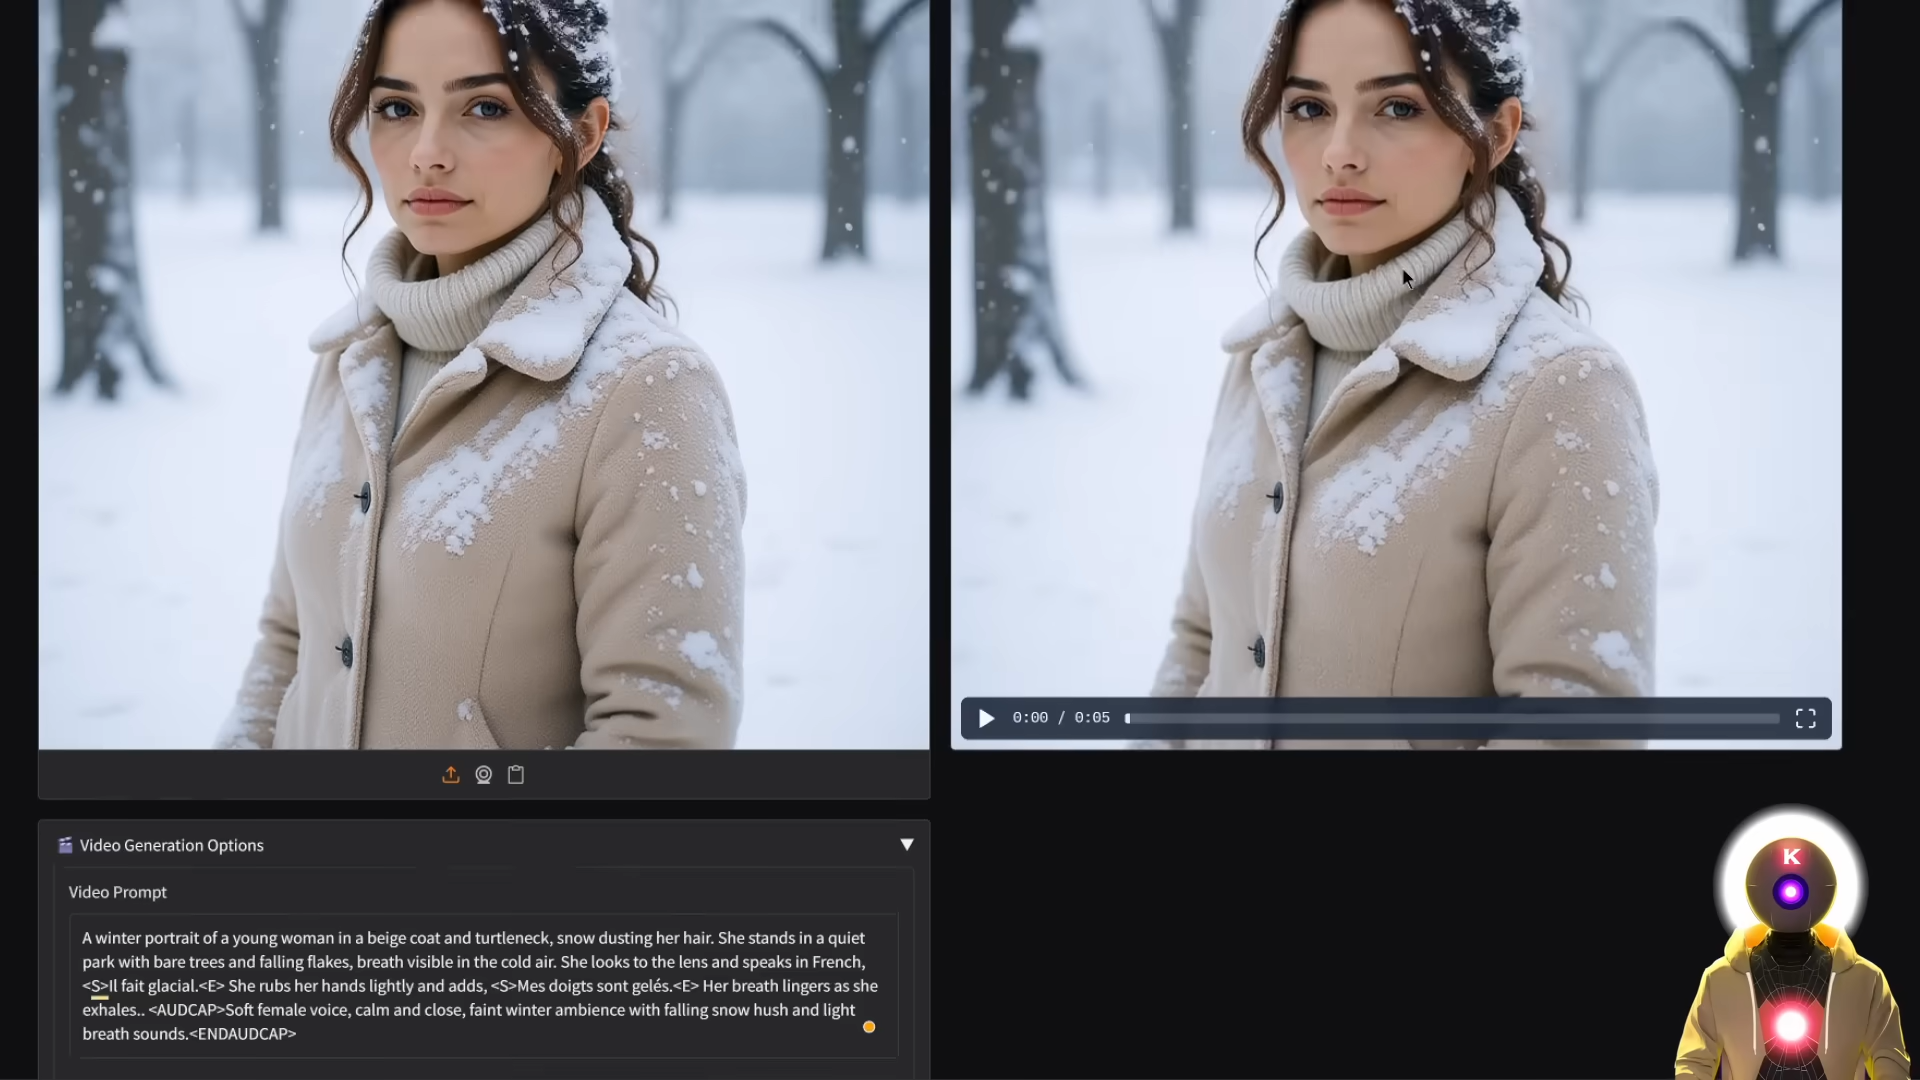 0:00 / 0:05
Video Generation Options
Video Prompt
A winter portrait of a young woman in a beige coat and turtleneck, snow dusting her hair. She stands in a quiet
park with bare trees and falling flakes, breath visible in the cold air. She looks to the lens and speaks in French,
<S>Il fait glacial.<E> She rubs her hands lightly and adds, <S>Mes doigts sont gelés.<E> Her breath lingers as she
exhales.. <AUDCAP>Soft female voice, calm and close, faint winter ambience with falling snow hush and light
breath sounds.<ENDAUDCAP>
K